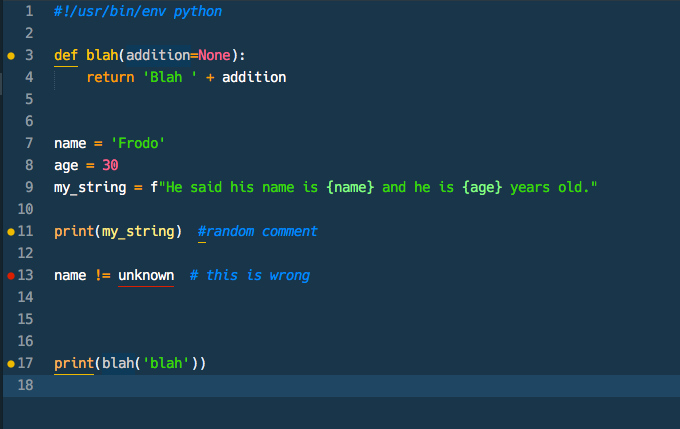 1 #!/usr/bin/env python
2
3 def blah(addition=None):
4     return 'Blah ' + addition
5
6
7 name = 'Frodo'
8 age = 30
9 my_string = f"He said his name is {name} and he is {age} years old."
10
11 print(my_string)  #random comment
12
13 name != unknown  # this is wrong
14
15
16
17 print(blah('blah'))
18